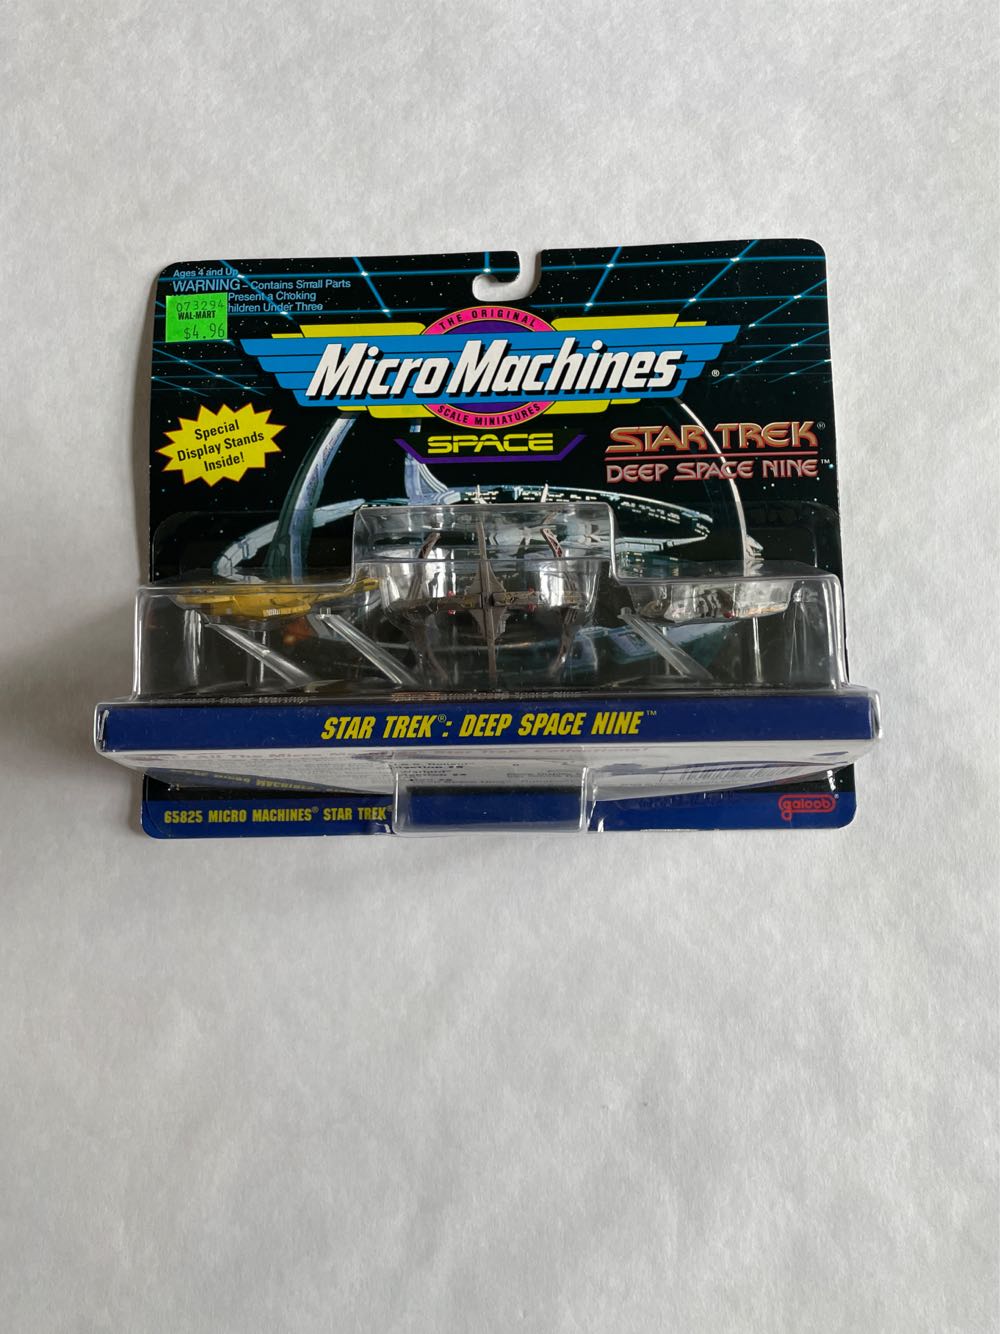 Ages 4 and Up
WARNING - Contains Small Parts
Present a Choking
Children Under Three
073294
WAL-MART
$4.96
THE ORIGINAL
Micro Machines®
SCALE MINIATURES
SPACE
STAR TREK®
DEEP SPACE NINE™
Special
Display Stands
Inside!
STAR TREK®: DEEP SPACE NINE™
65825 MICRO MACHINES® STAR TREK®
galoob®